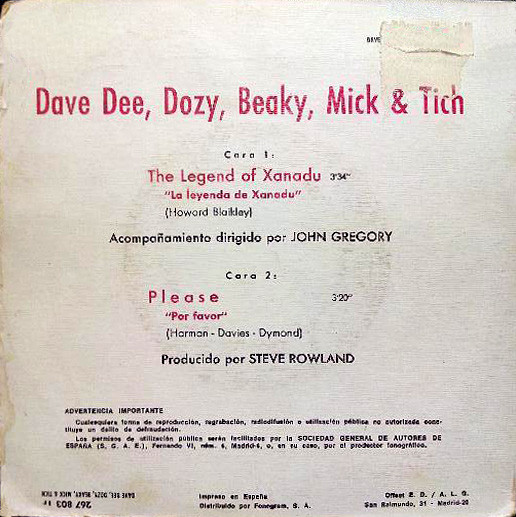 DAVE
Dave Dee, Dozy, Beaky, Mick & Tich
Cara 1:
The Legend of Xanadu 3'34"
"La leyenda de Xanadu"
(Howard Blaikley)
Acompañamiento dirigido por JOHN GREGORY
Cara 2:
Please 3'20"
"Por favor"
(Harman - Davies - Dymond)
Producido por STEVE ROWLAND
ADVERTENCIA IMPORTANTE
Cualesquiera forma de reproducción, regrabación, radiodifusión o utilización pública no autorizada cons-
tituye un delito de defraudación.
Los permisos de utilización pública serán facilitados por la SOCIEDAD GENERAL DE AUTORES DE
ESPAÑA (S. G. A. E.), Fernando VI, núm. 4, Madrid-4, o, en su caso, por el productor fonográfico.
DAVE DEE, DOZY, BEAKY, MICK & TICH
267 803
Impreso en España
Distribuido por Fonogram, S. A.
Offset E. D. / A. L. G.
San Raimundo, 31 - Madrid-20